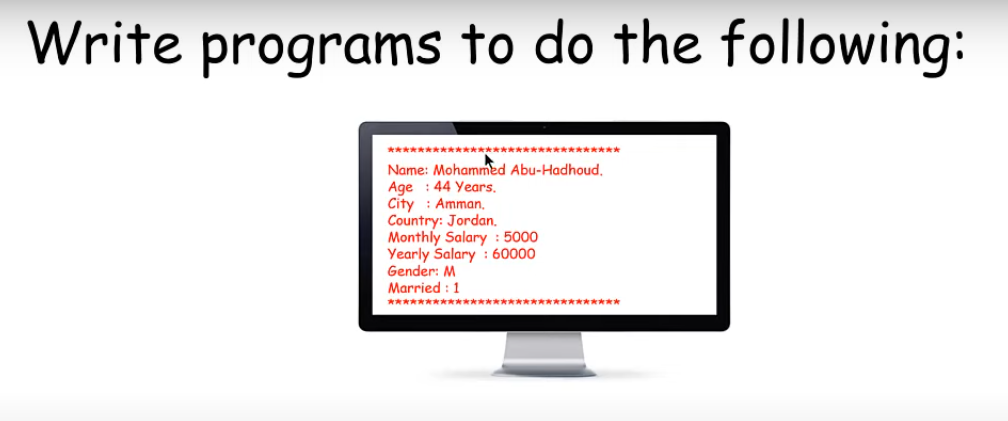 Write programs to do the following:
*******************************
Name: Mohammed Abu-Hadhoud.
Age : 44 Years.
City : Amman.
Country: Jordan.
Monthly Salary : 5000
Yearly Salary : 60000
Gender: M
Married : 1
*******************************